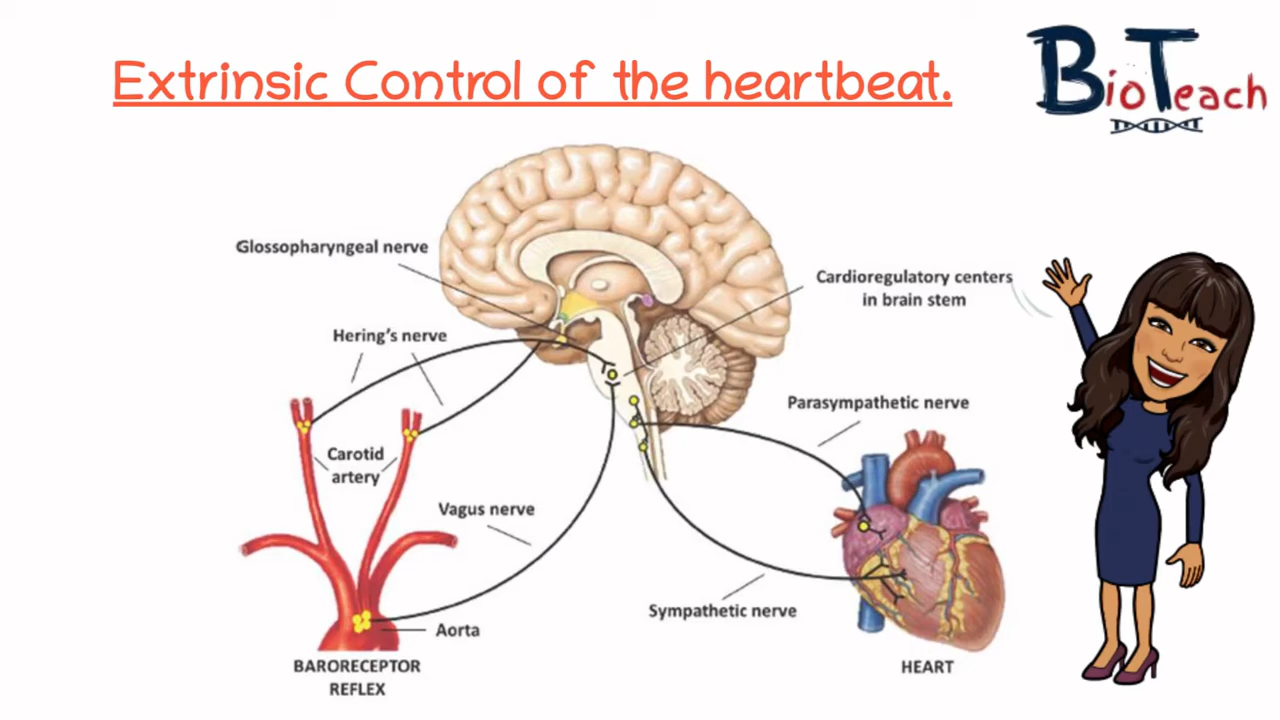 Extrinsic Control of the heartbeat.
BioTeach
Glossopharyngeal nerve
Cardioregulatory centers
in brain stem
Hering's nerve
Parasympathetic nerve
Carotid
artery
Vagus nerve
Sympathetic nerve
Aorta
BARORECEPTOR
REFLEX
HEART